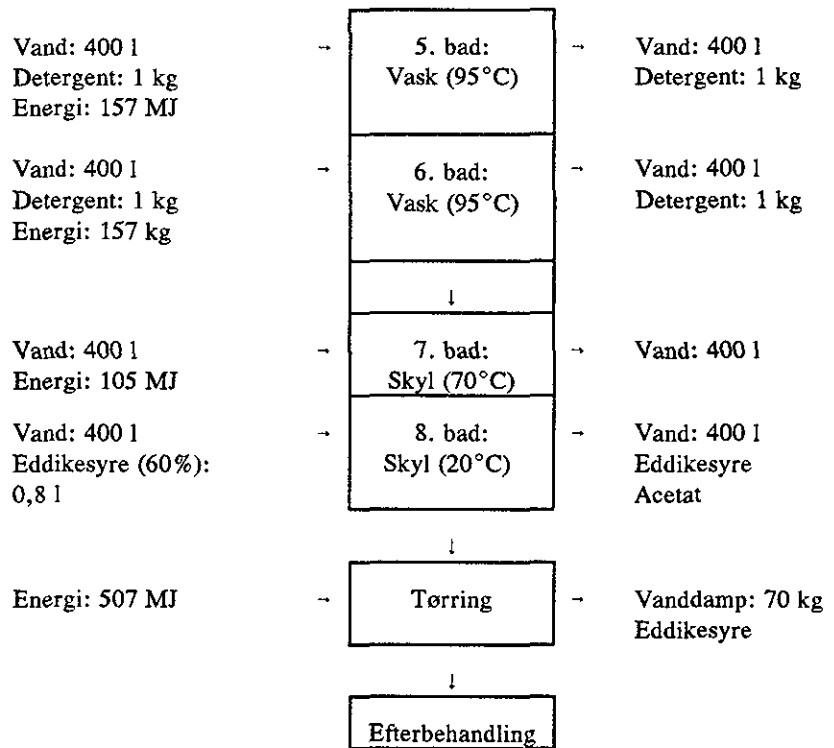 Vand: 400 l → 5. bad: → Vand: 400 l
Detergent: 1 kg Vask (95°C) Detergent: 1 kg
Energi: 157 MJ
Vand: 400 l → 6. bad: → Vand: 400 l
Detergent: 1 kg Vask (95°C) Detergent: 1 kg
Energi: 157 kg
↓
Vand: 400 l → 7. bad: → Vand: 400 l
Energi: 105 MJ Skyl (70°C)
Vand: 400 l → 8. bad: → Vand: 400 l
Eddikesyre (60%): Skyl (20°C) Eddikesyre
0,8 l Acetat
↓
Energi: 507 MJ → Tørring → Vanddamp: 70 kg
Eddikesyre
↓
Efterbehandling